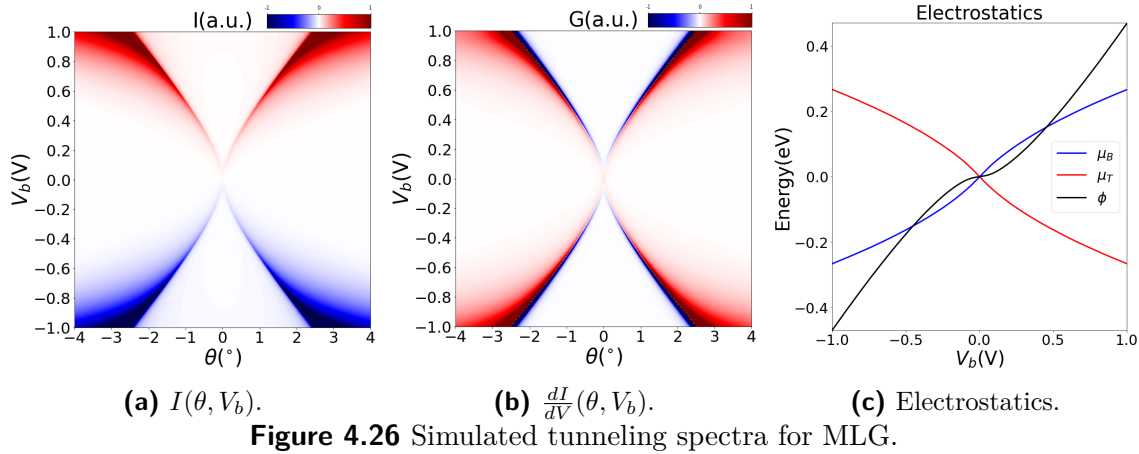 I(a.u.)
-1 0 1
1.0
0.8
0.6
0.4
0.2
0.0
−0.2
−0.4
−0.6
−0.8
−1.0
V_b(V)
−4 −3 −2 −1 0 1 2 3 4
θ(°)
(a) I(θ, V_b).
G(a.u.)
-1 0 1
1.0
0.8
0.6
0.4
0.2
0.0
−0.2
−0.4
−0.6
−0.8
−1.0
V_b(V)
−4 −3 −2 −1 0 1 2 3 4
θ(°)
(b) dI/dV(θ, V_b).
Electrostatics
0.4
0.2
0.0
−0.2
−0.4
Energy(eV)
μ_B
μ_T
ϕ
−1.0 −0.5 0.0 0.5 1.0
V_b(V)
(c) Electrostatics.
Figure 4.26 Simulated tunneling spectra for MLG.